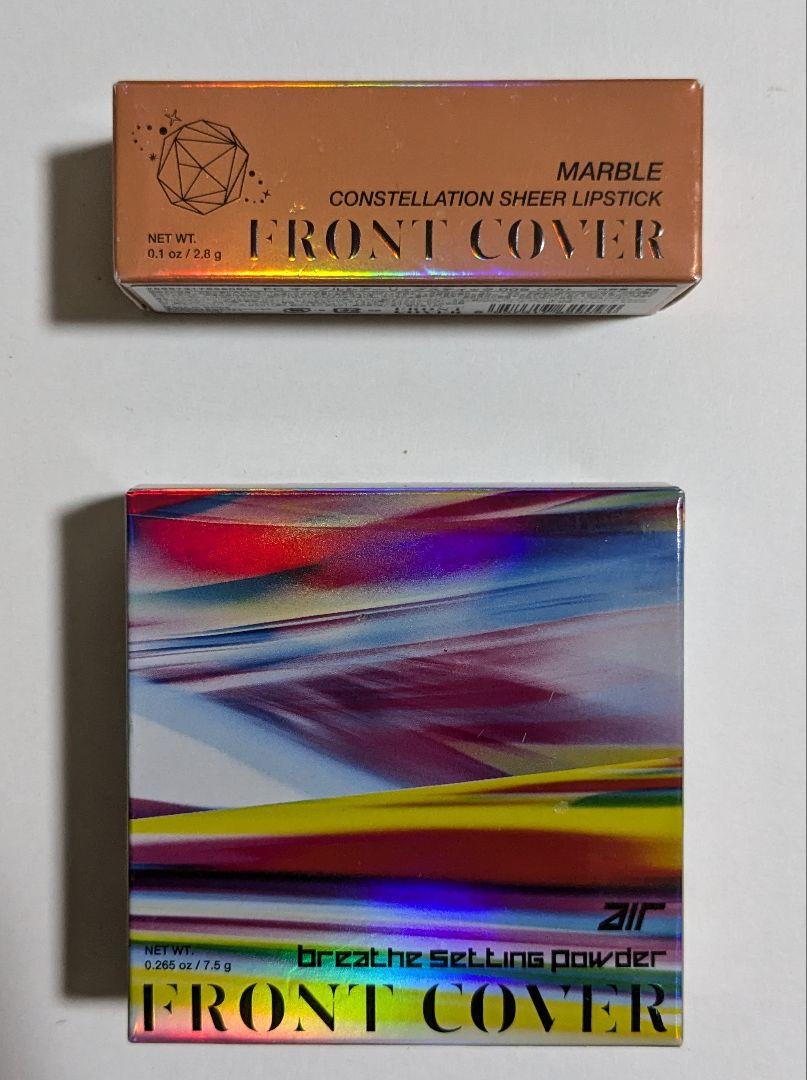 MARBLE
CONSTELLATION SHEER LIPSTICK
NET WT.
0.1 oz / 2.8 g
FRONT COVER
air
breathe setting powder
NET WT.
0.265 oz / 7.5 g
FRONT COVER